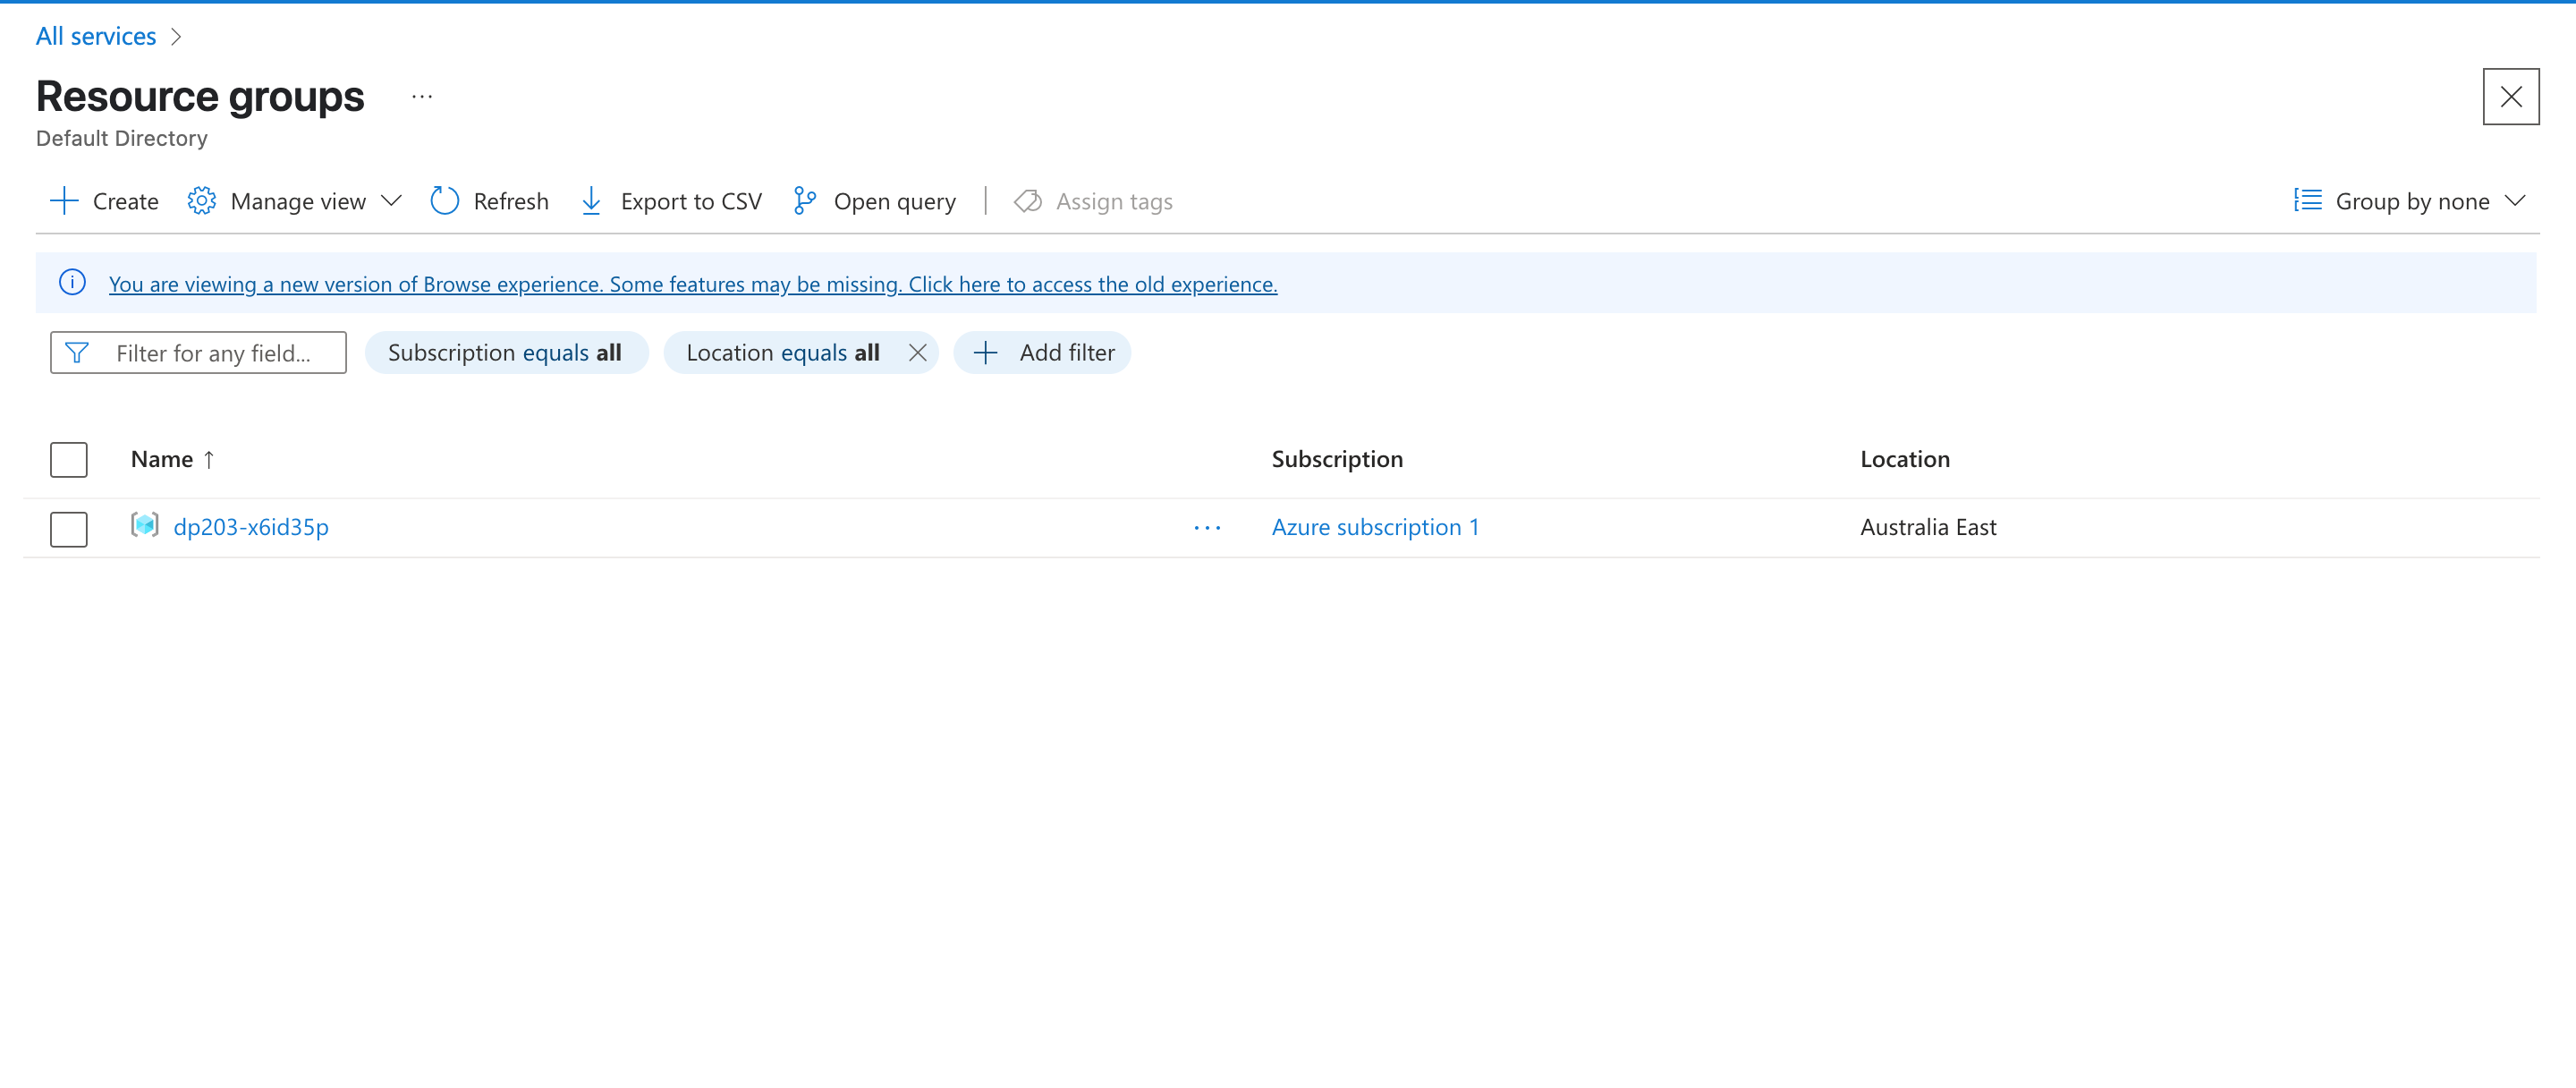 All services >
Resource groups ...
Default Directory
Create Manage view Refresh Export to CSV Open query | Assign tags Group by none
You are viewing a new version of Browse experience. Some features may be missing. Click here to access the old experience.
Filter for any field... Subscription equals all Location equals all Add filter
Name ↑ Subscription Location
dp203-x6id35p ... Azure subscription 1 Australia East